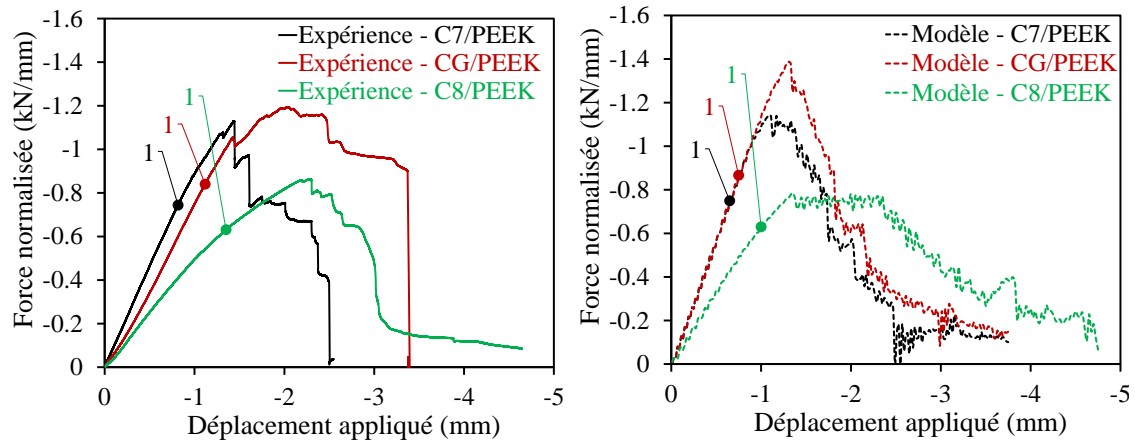 -1.6
-1.4
-1.2
-1
-0.8
-0.6
-0.4
-0.2
0
Force normalisée (kN/mm)
Expérience - C7/PEEK
Expérience - CG/PEEK
Expérience - C8/PEEK
1
1
1
0 -1 -2 -3 -4 -5
Déplacement appliqué (mm)
-1.6
-1.4
-1.2
-1
-0.8
-0.6
-0.4
-0.2
0
Force normalisée (kN/mm)
Modèle - C7/PEEK
Modèle - CG/PEEK
Modèle - C8/PEEK
1
1
1
0 -1 -2 -3 -4 -5
Déplacement appliqué (mm)